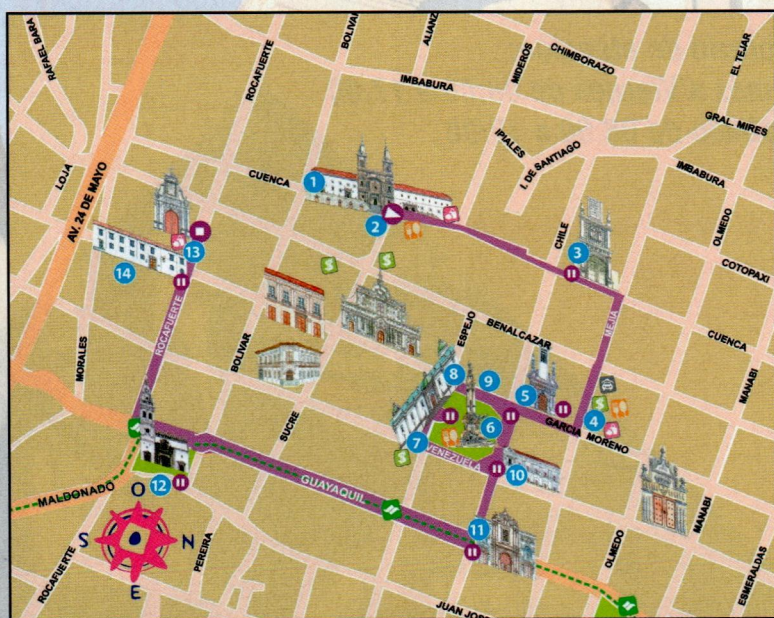 RAFAEL BARA
ROCAFUERTE
BOLIVAR
ALIANZ
MIDEROS
CHIMBORAZO
EL TEJAR
IMBABURA
GRAL. MIRES
IPIALES
I. DE SANTIAGO
IMBABURA
LOJA
AV. 24 DE MAYO
CUENCA
1
2
CHILE
3
OLMEDO
COTOPAXI
13
14
MEJIA
ROCAFUERTE
BENALCAZAR
ESPEJO
CUENCA
MORALES
BOLIVAR
8
9
5
4
MANABI
SUCRE
6
GARCIA MORENO
7
VENEZUELA
10
GUAYAQUIL
MALDONADO
12
11
O
S
N
E
PEREIRA
ROCAFUERTE
OLMEDO
MANABI
ESMERALDAS
JUAN JOS
$
$
$
$